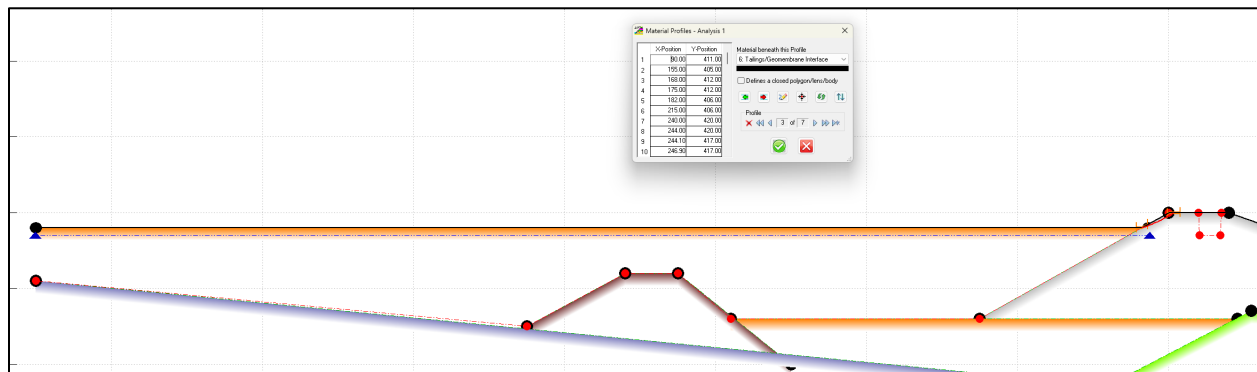 Material Profiles - Analysis 1
X-Position Y-Position
1 90.00 411.00
2 155.00 405.00
3 168.00 412.00
4 175.00 412.00
5 182.00 406.00
6 215.00 406.00
7 240.00 420.00
8 244.00 420.00
9 244.10 417.00
10 246.90 417.00
Material beneath this Profile
6: Tailings/Geomembrane Interface
Defines a closed polygon/lens/body
Profile
3 of 7